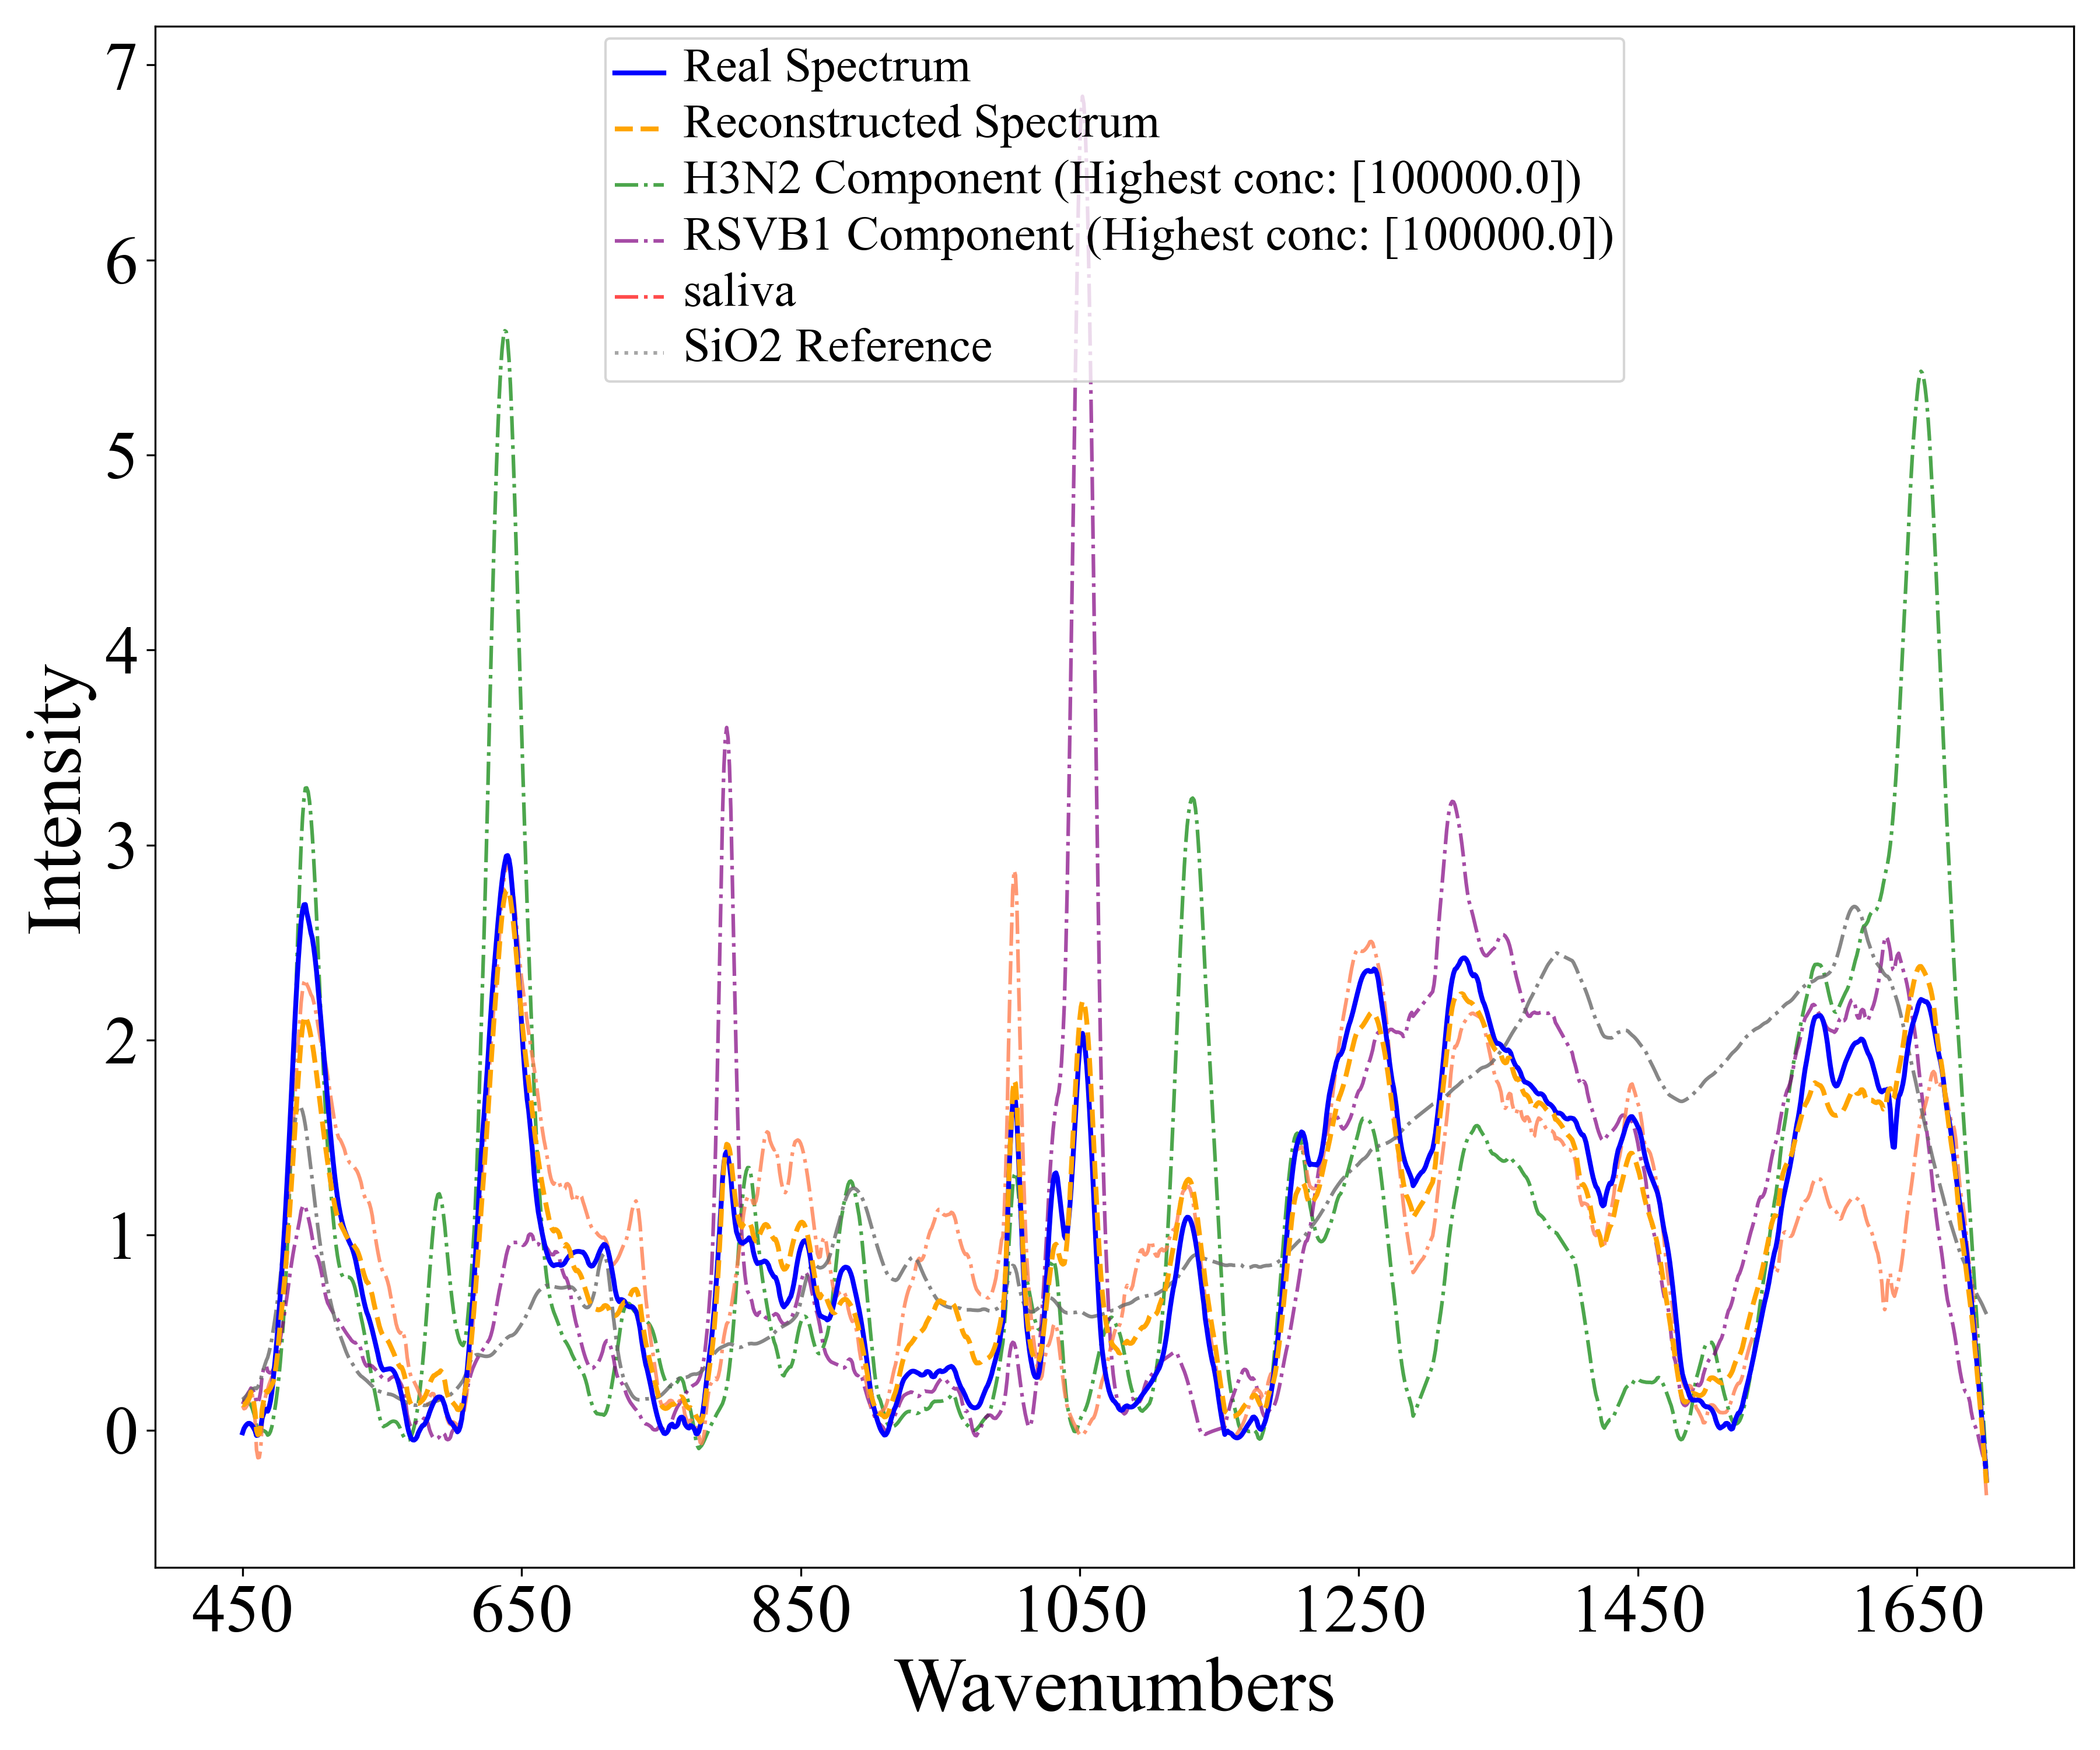 7
6
5
4
3
2
1
0
Intensity
Real Spectrum
Reconstructed Spectrum
H3N2 Component (Highest conc: [100000.0])
RSVB1 Component (Highest conc: [100000.0])
saliva
SiO2 Reference
450 650 850 1050 1250 1450 1650
Wavenumbers